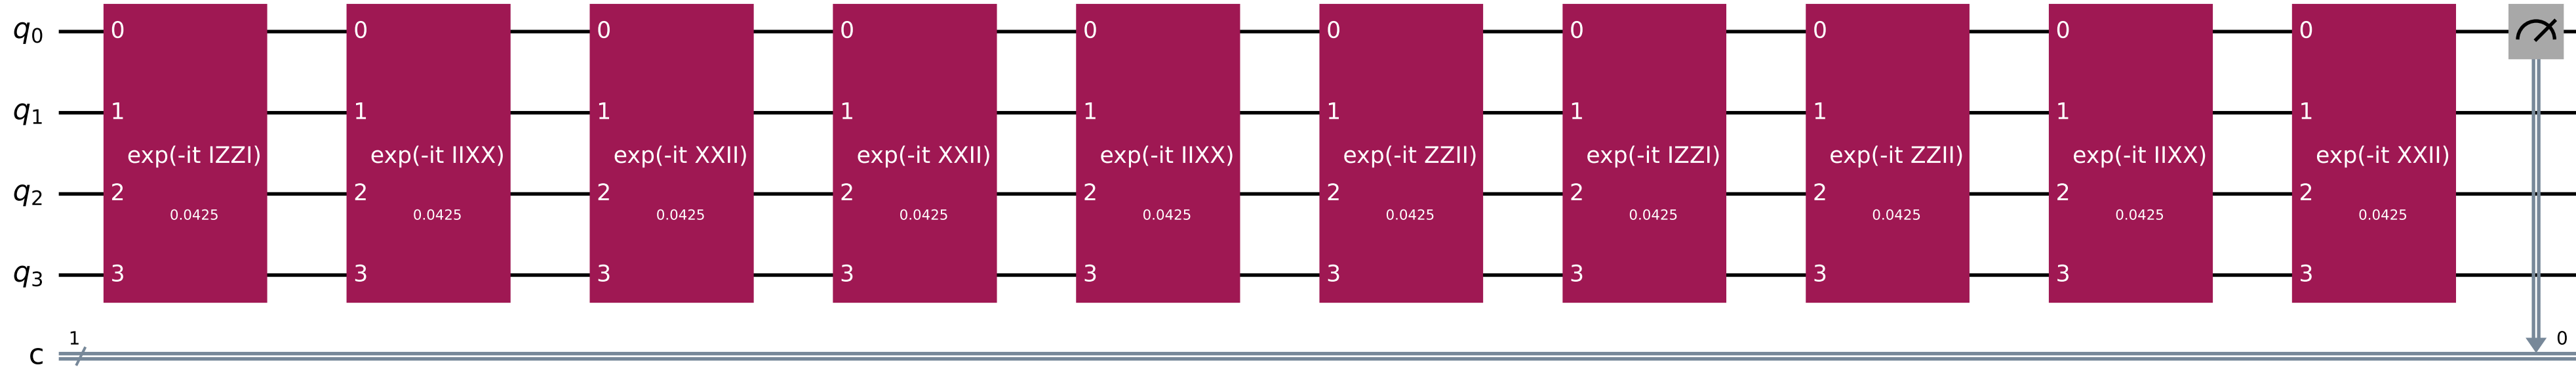 q0 0 0 0 0 0 0 0 0 0 0
q1 1 1 1 1 1 1 1 1 1 1
exp(-it IZZI) exp(-it IIXX) exp(-it XXII) exp(-it XXII) exp(-it IIXX) exp(-it ZZII) exp(-it IZZI) exp(-it ZZII) exp(-it IIXX) exp(-it XXII)
q2 2 2 2 2 2 2 2 2 2 2
0.0425 0.0425 0.0425 0.0425 0.0425 0.0425 0.0425 0.0425 0.0425 0.0425
q3 3 3 3 3 3 3 3 3 3 3
1 0
c